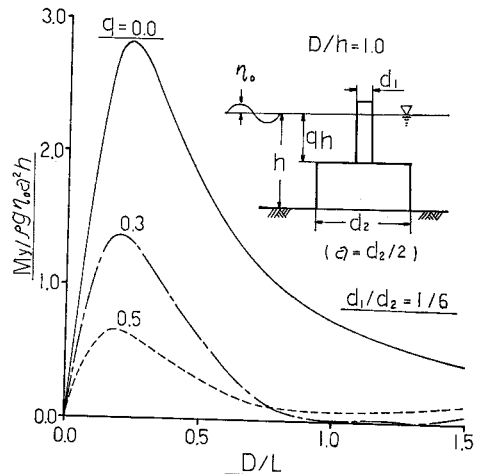 3.0
2.0
1.0
0.0
My/ρgη₀a²h
q=0.0
0.3
0.5
D/h=1.0
η₀
d₁
qh
h
d₂
(a=d₂/2)
d₁/d₂=1/6
0.0
0.5
1.0
1.5
D/L